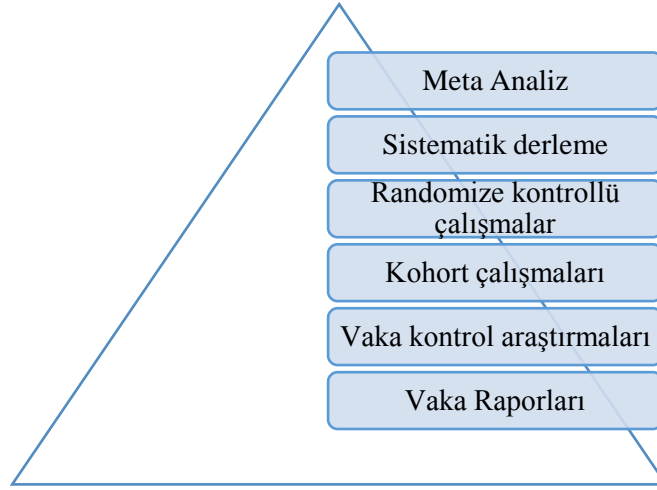 Meta Analiz
Sistematik derleme
Randomize kontrollü
çalışmalar
Kohort çalışmaları
Vaka kontrol araştırmaları
Vaka Raporları